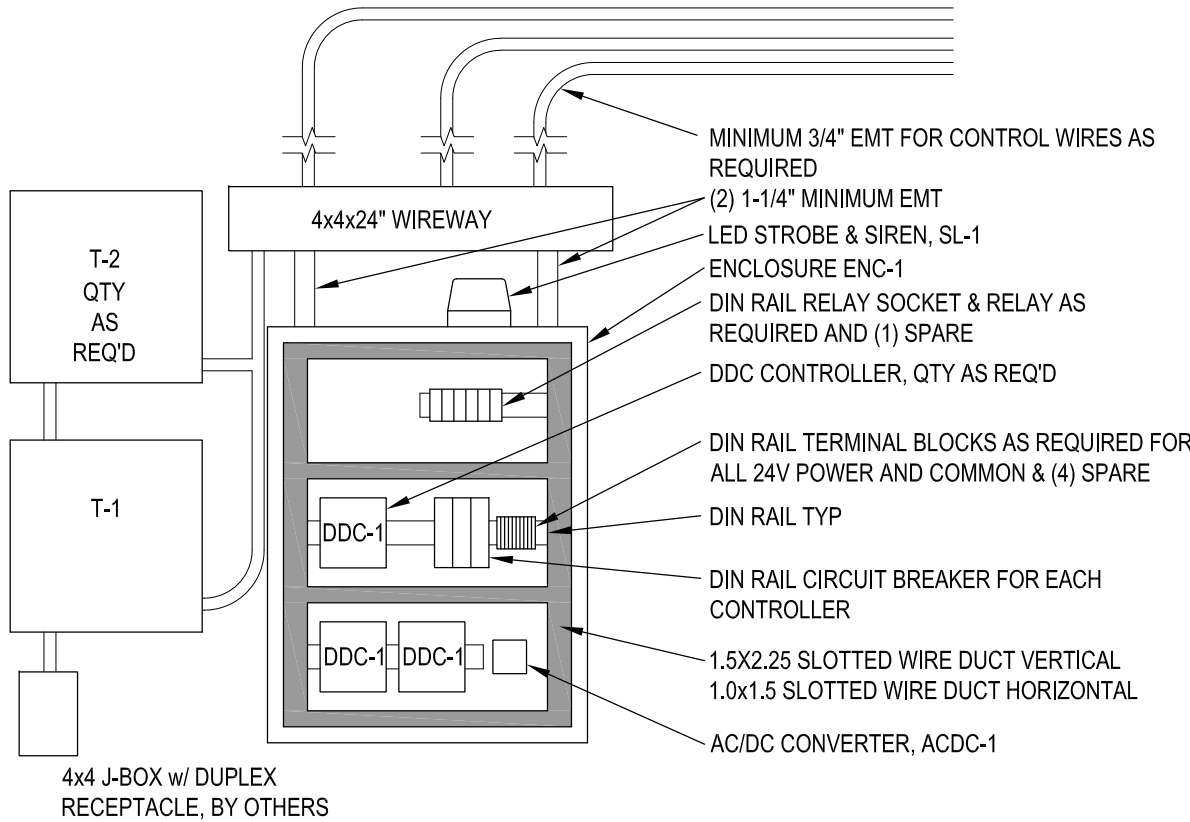 MINIMUM 3/4" EMT FOR CONTROL WIRES AS
REQUIRED
(2) 1-1/4" MINIMUM EMT
4x4x24" WIREWAY
LED STROBE & SIREN, SL-1
ENCLOSURE ENC-1
T-2
QTY
AS
REQ'D
DIN RAIL RELAY SOCKET & RELAY AS
REQUIRED AND (1) SPARE
DDC CONTROLLER, QTY AS REQ'D
DIN RAIL TERMINAL BLOCKS AS REQUIRED FOR
ALL 24V POWER AND COMMON & (4) SPARE
T-1
DDC-1
DIN RAIL TYP
DIN RAIL CIRCUIT BREAKER FOR EACH
CONTROLLER
DDC-1
DDC-1
1.5X2.25 SLOTTED WIRE DUCT VERTICAL
1.0x1.5 SLOTTED WIRE DUCT HORIZONTAL
AC/DC CONVERTER, ACDC-1
4x4 J-BOX w/ DUPLEX
RECEPTACLE, BY OTHERS